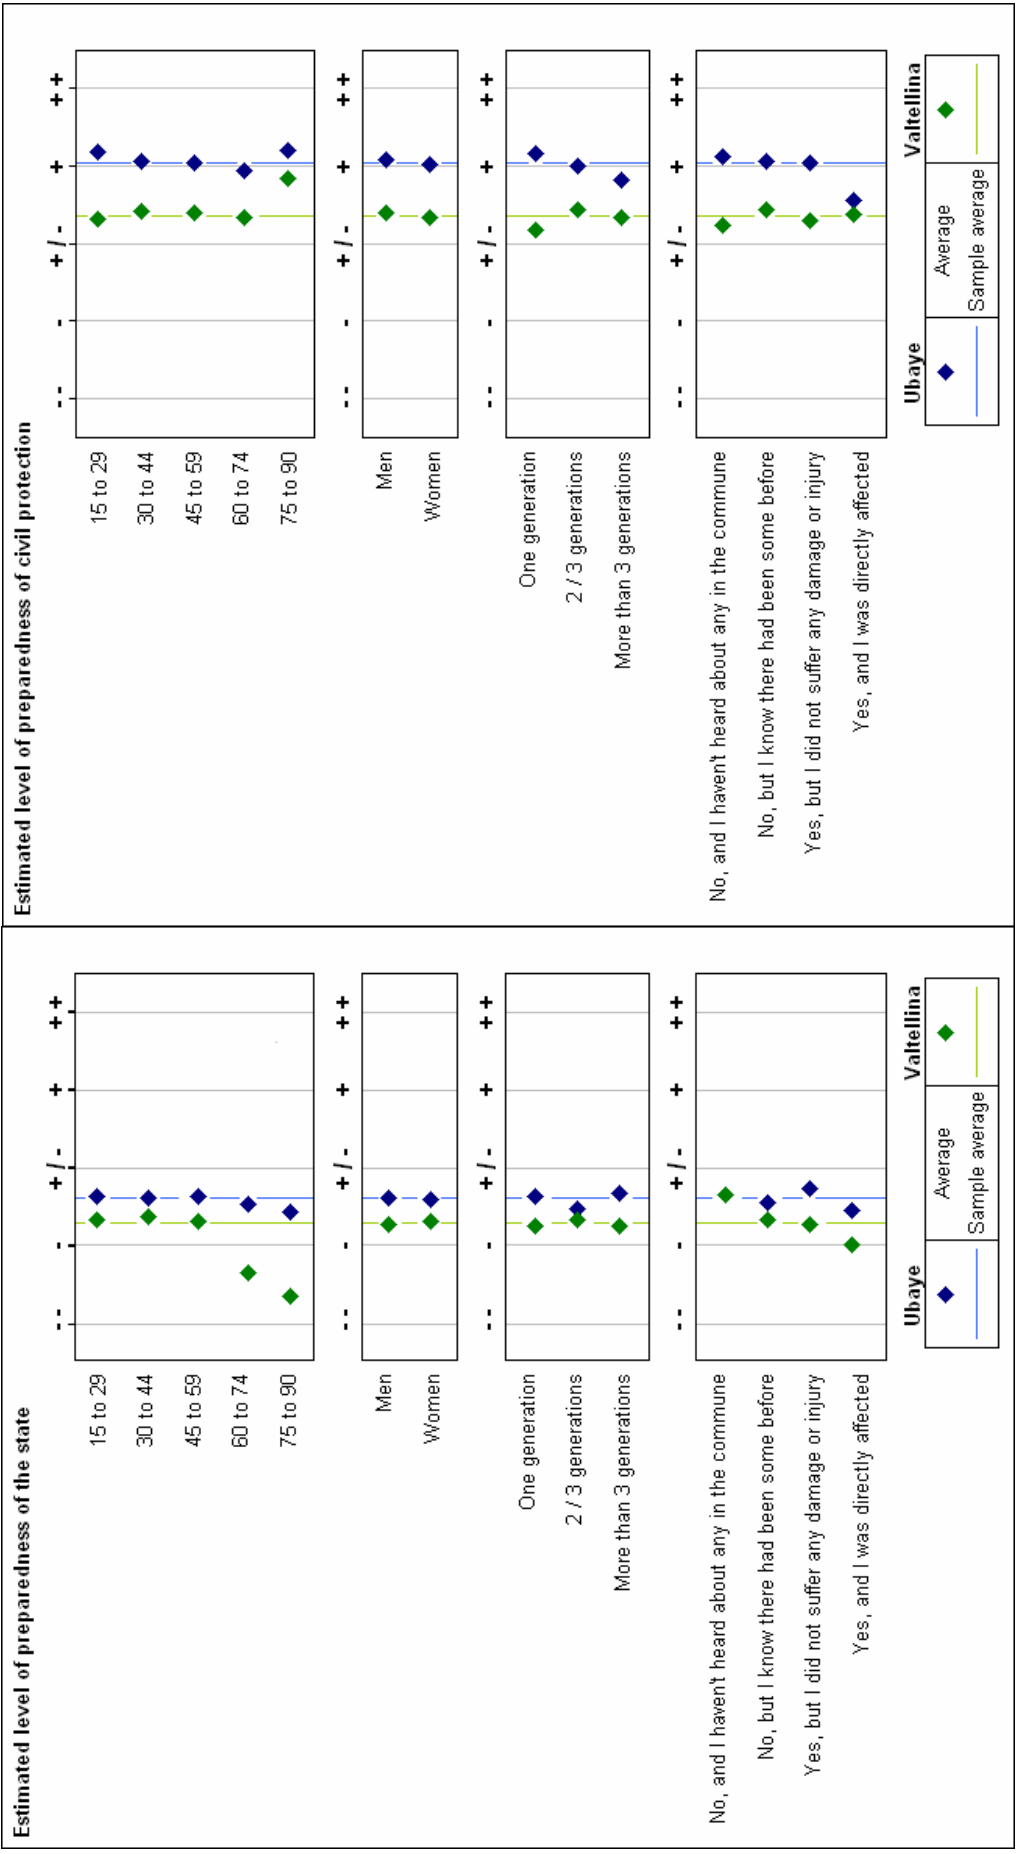 Estimated level of preparedness of the state
- - - + / - + + +
15 to 29
30 to 44
45 to 59
60 to 74
75 to 90
- - - + / - + + +
Men
Women
- - - + / - + + +
One generation
2 / 3 generations
More than 3 generations
- - - + / - + + +
No, and I haven't heard about any in the commune
No, but I know there had been some before
Yes, but I did not suffer any damage or injury
Yes, and I was directly affected
Ubaye Valtellina
Average
Sample average
Estimated level of preparedness of civil protection
- - - + / - + + +
15 to 29
30 to 44
45 to 59
60 to 74
75 to 90
- - - + / - + + +
Men
Women
- - - + / - + + +
One generation
2 / 3 generations
More than 3 generations
- - - + / - + + +
No, and I haven't heard about any in the commune
No, but I know there had been some before
Yes, but I did not suffer any damage or injury
Yes, and I was directly affected
Ubaye Valtellina
Average
Sample average